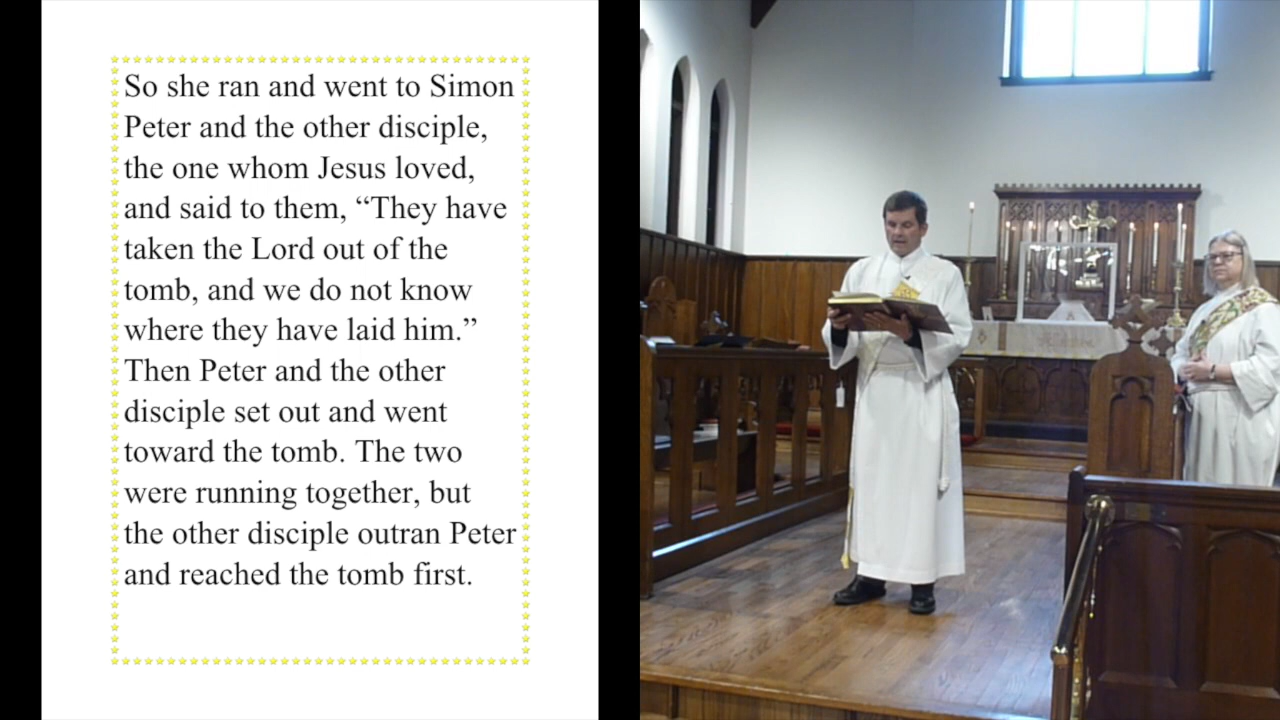 So she ran and went to Simon
Peter and the other disciple,
the one whom Jesus loved,
and said to them, “They have
taken the Lord out of the
tomb, and we do not know
where they have laid him.”
Then Peter and the other
disciple set out and went
toward the tomb. The two
were running together, but
the other disciple outran Peter
and reached the tomb first.